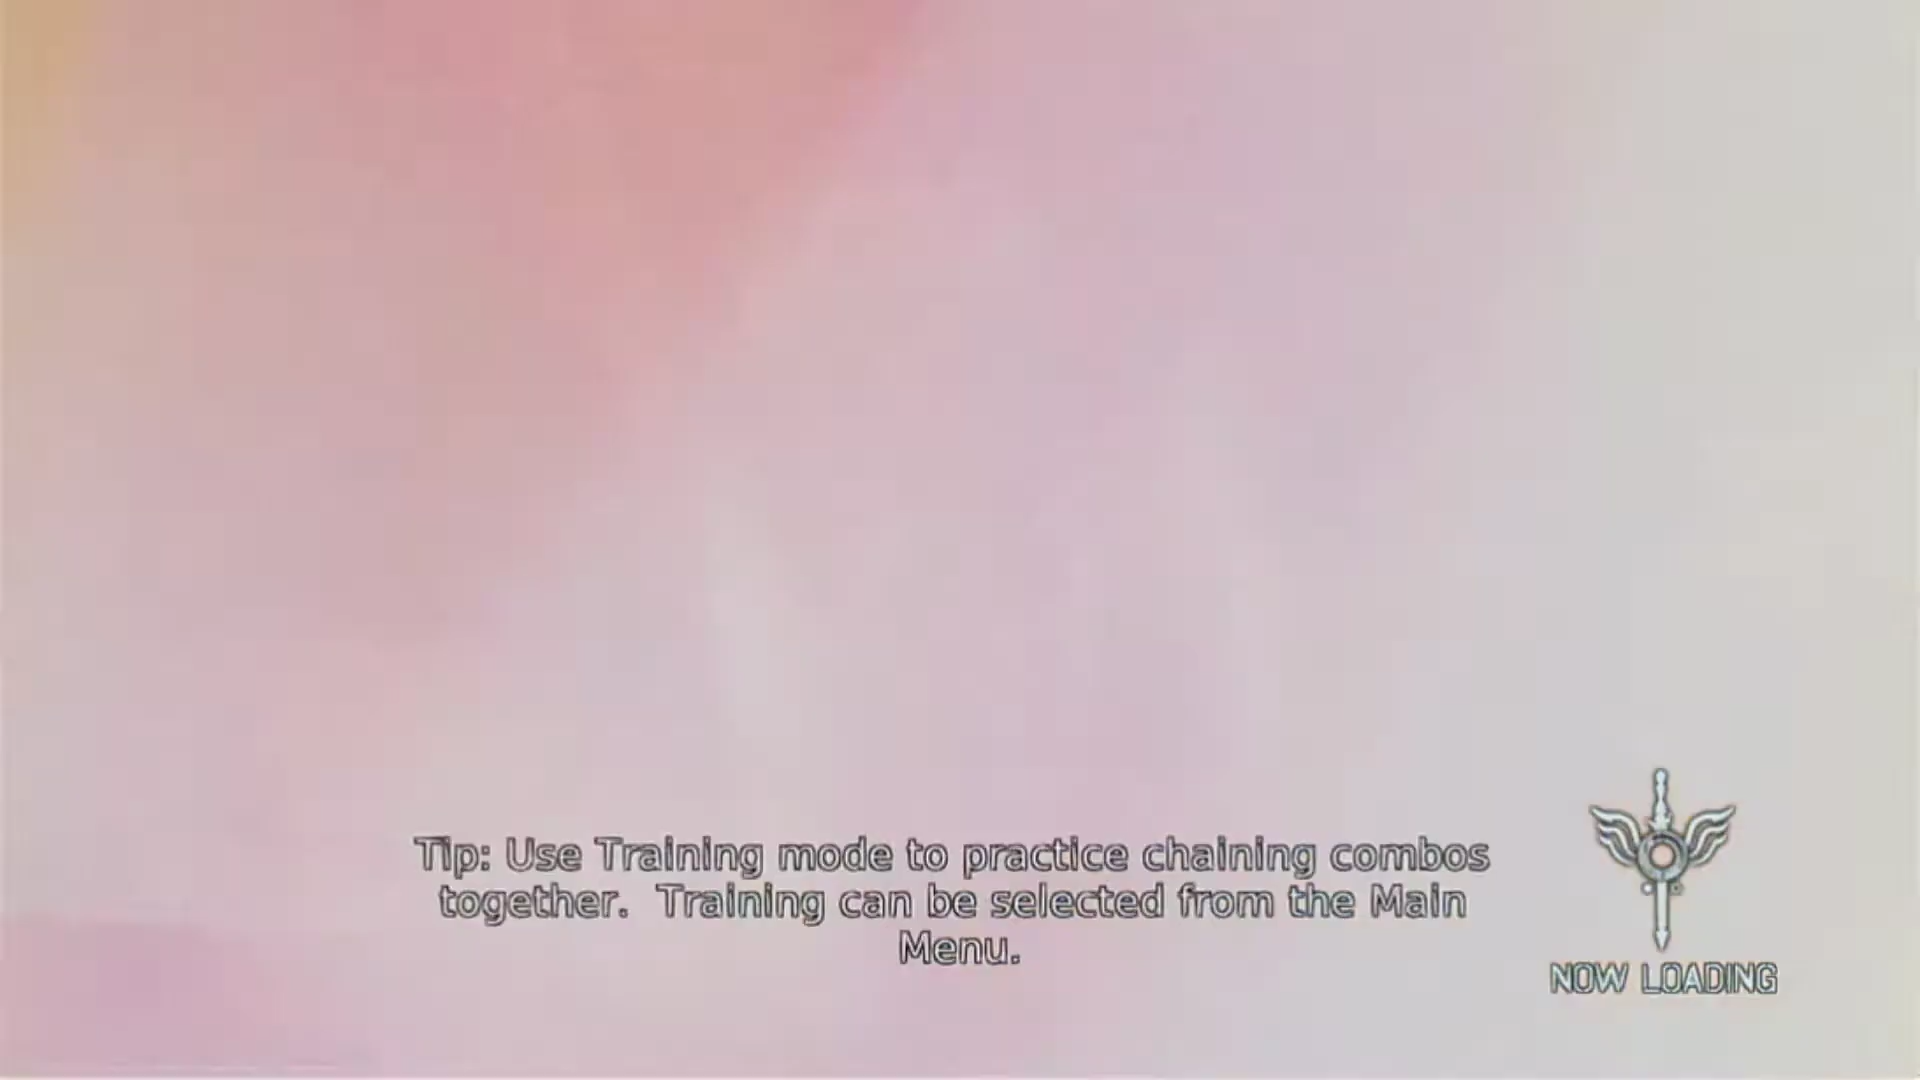 Tip: Use Training mode to practice chaining combos
together.  Training can be selected from the Main
Menu.
NOW LOADING